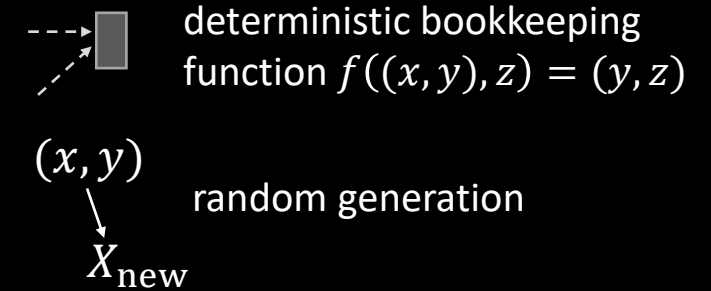 deterministic bookkeeping
function f((x, y), z) = (y, z)
(x, y)
random generation
X_new